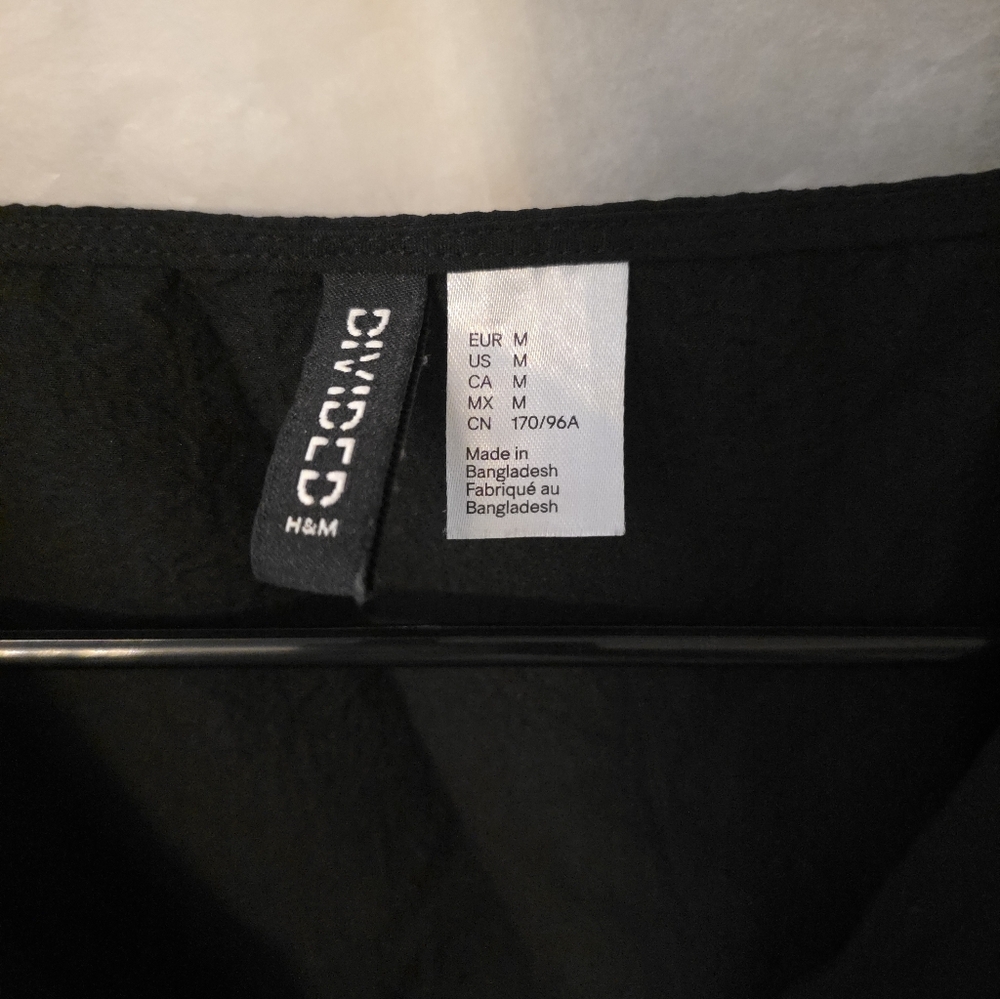 DIVIDED
H&M
EUR M
US M
CA M
MX M
CN 170/96A
Made in
Bangladesh
Fabriqué au
Bangladesh